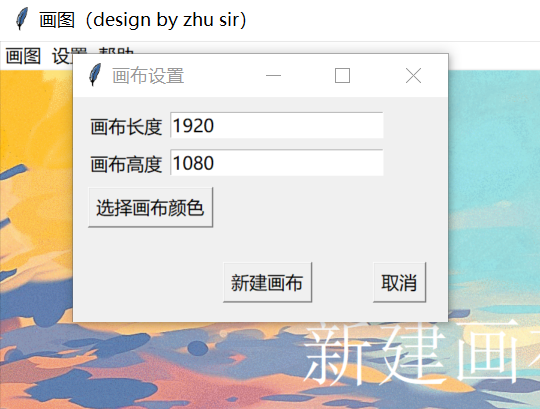 画图（design by zhu sir）
画图 设置 帮助
画布设置
画布长度 1920
画布高度 1080
选择画布颜色
新建画布 取消
新建画